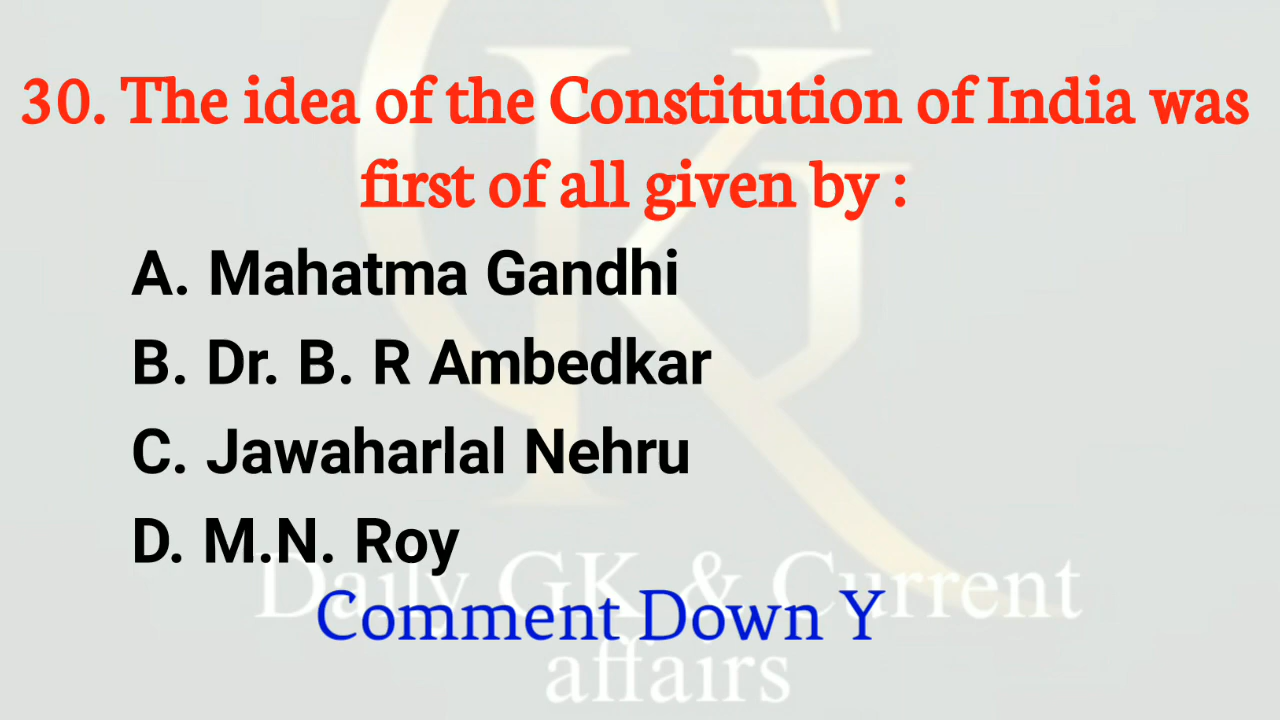 30. The idea of the Constitution of India was
first of all given by :
A. Mahatma Gandhi
B. Dr. B. R Ambedkar
C. Jawaharlal Nehru
D. M.N. Roy
Daily GK & Current
Comment Down Y
affairs